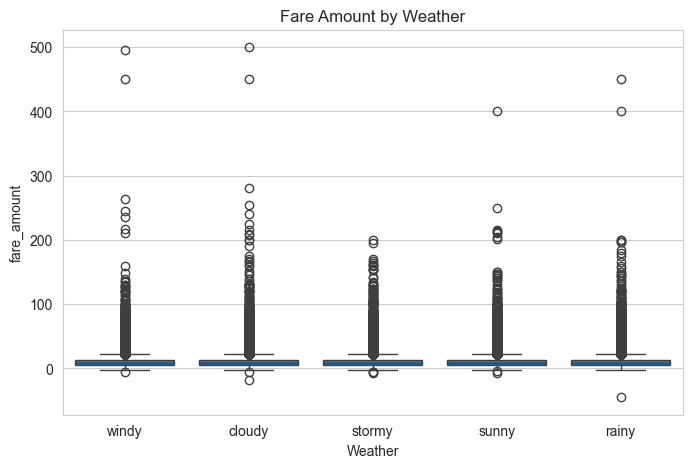 Fare Amount by Weather
500
400
300
200
100
0
fare_amount
windy cloudy stormy sunny rainy
Weather